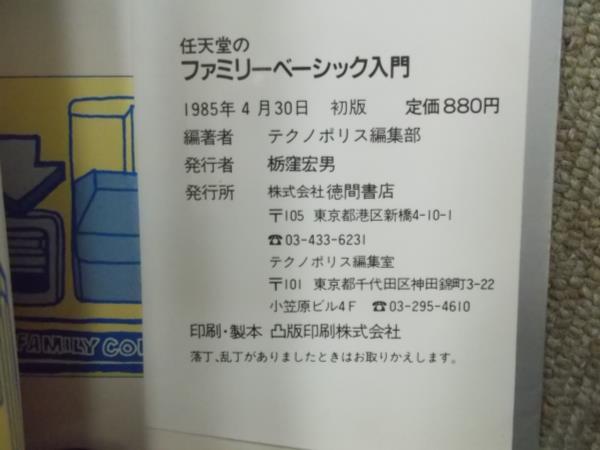 任天堂の
ファミリーベーシック入門
1985年4月30日 初版 定価880円
編著者 テクノポリス編集部
発行者 栃窪宏男
発行所 株式会社徳間書店
〒105 東京都港区新橋4-10-1
☎03-433-6231
テクノポリス編集室
〒101 東京都千代田区神田錦町3-22
小笠原ビル4F ☎03-295-4610
印刷・製本 凸版印刷株式会社
落丁、乱丁がありましたときはお取りかえします。
FAMILY CO